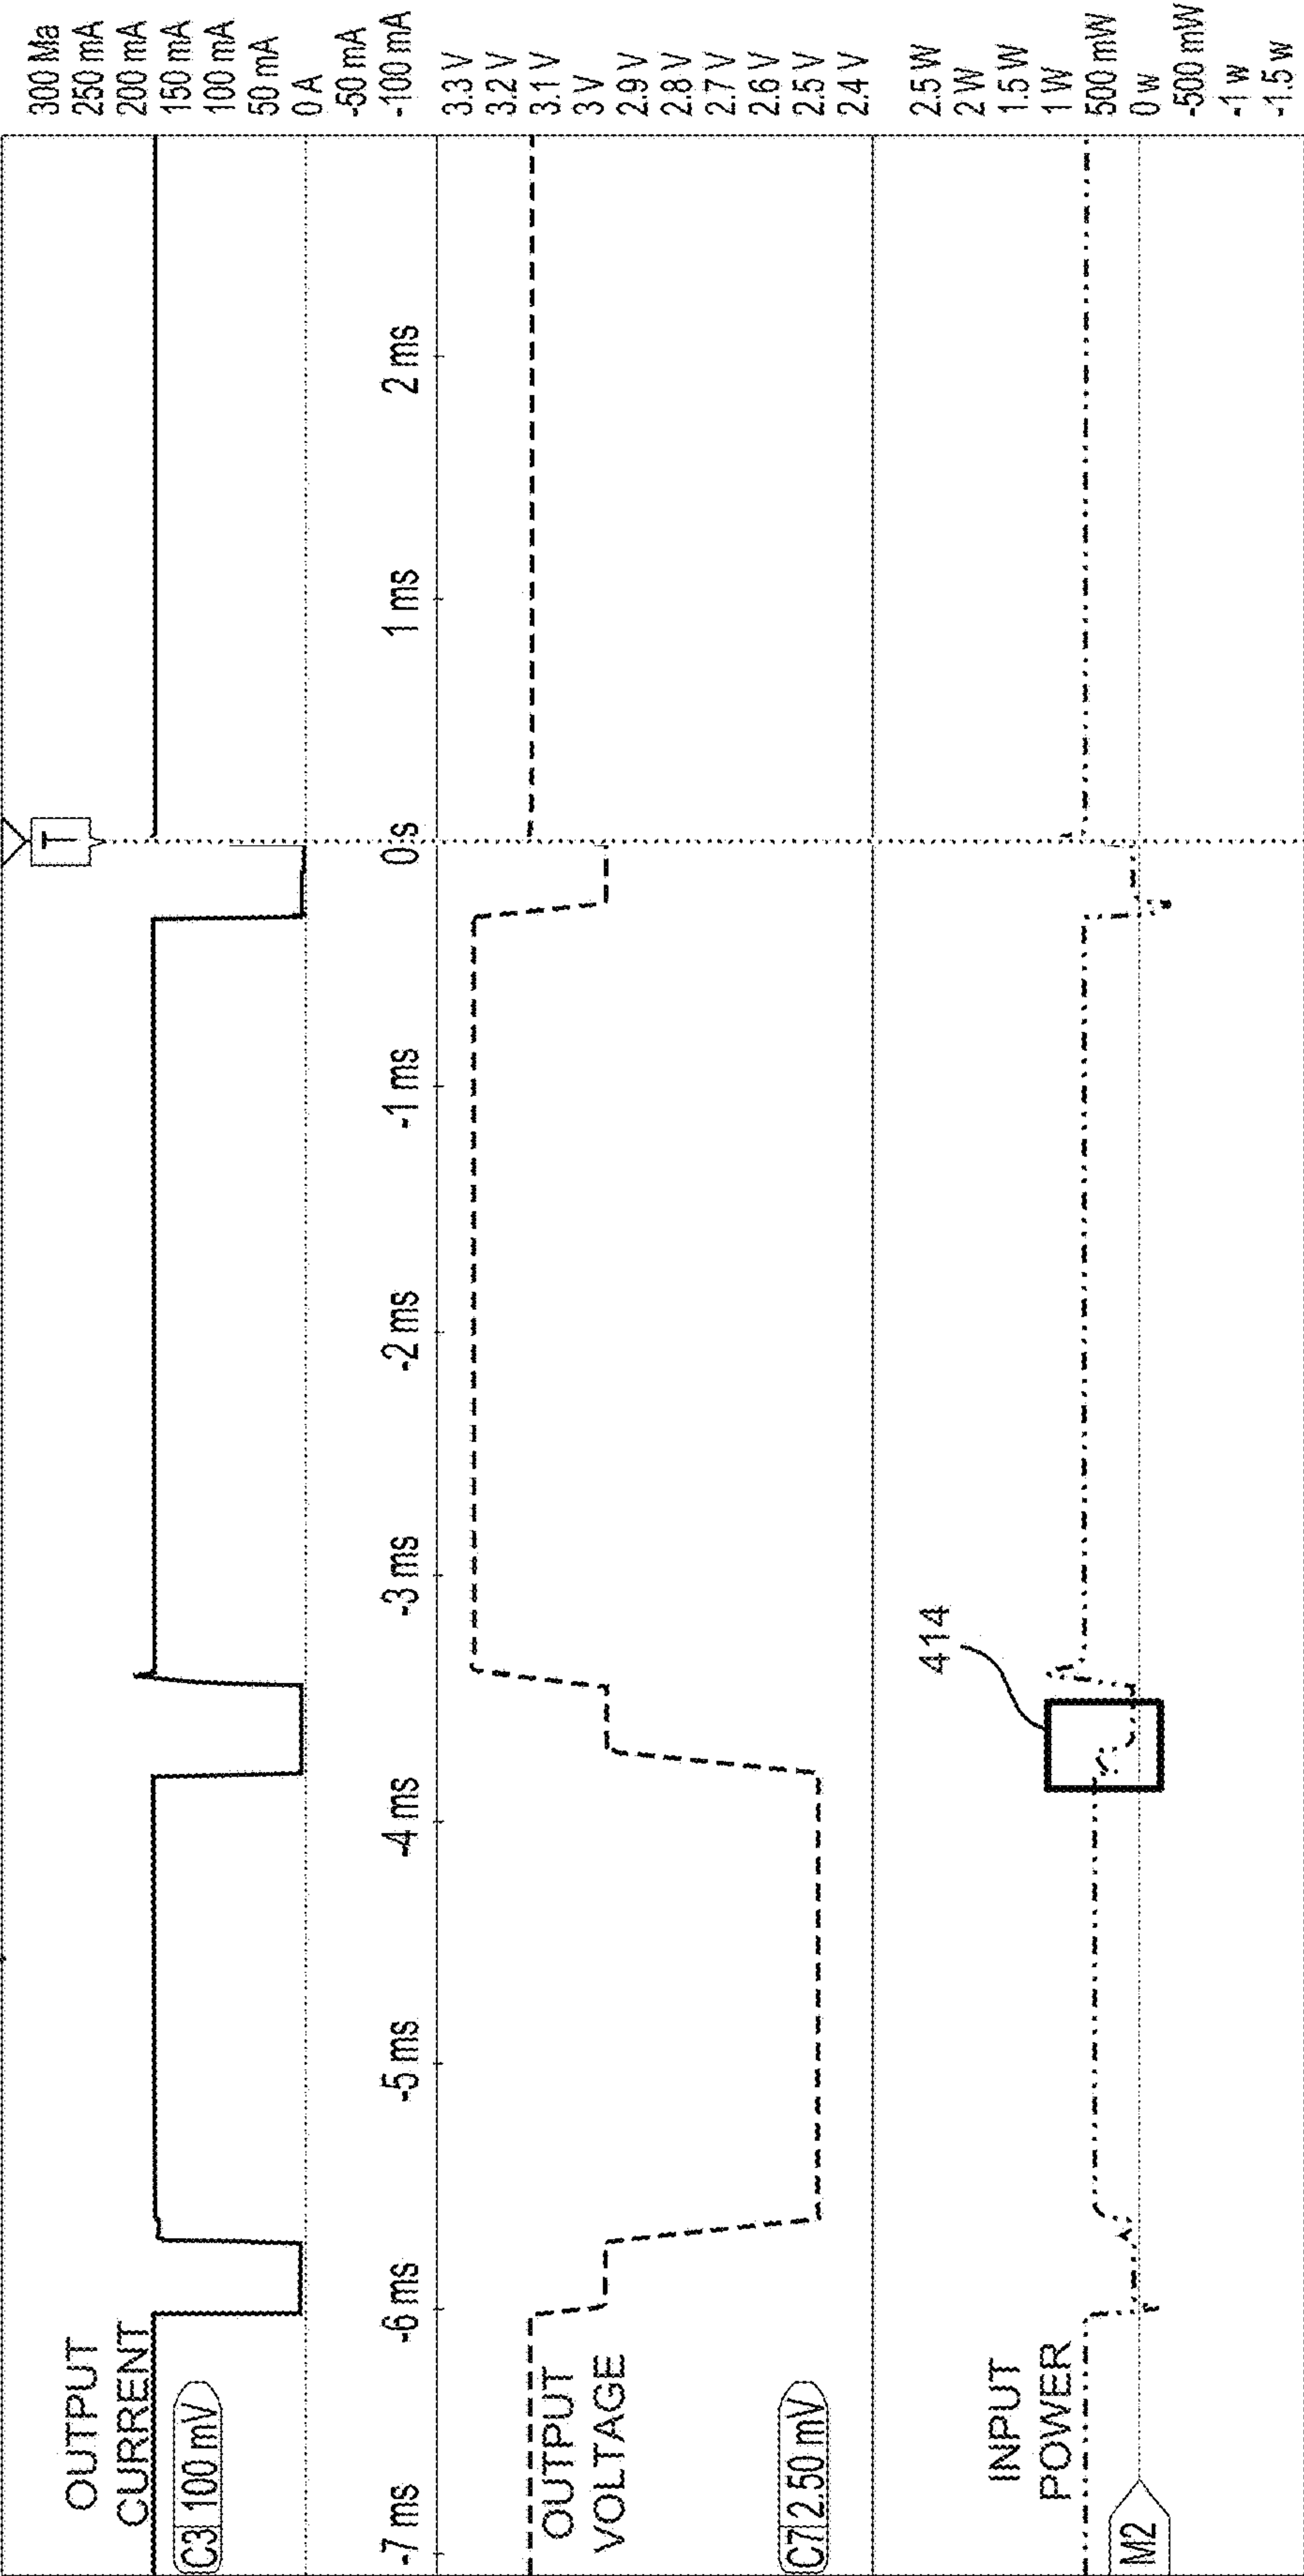 OUTPUT
CURRENT
C3 100 mV
T
300 Ma
250 mA
200 mA
150 mA
100 mA
50 mA
0 A
-50 mA
-100 mA
-7 ms
-6 ms
-5 ms
-4 ms
-3 ms
-2 ms
-1 ms
0 s
1 ms
2 ms
OUTPUT
VOLTAGE
C7 2.50 mV
3.3 V
3.2 V
3.1 V
3 V
2.9 V
2.8 V
2.7 V
2.6 V
2.5 V
2.4 V
INPUT
POWER
M2
414
2.5 W
2 W
1.5 W
1 W
500 mW
0 w
-500 mW
-1 w
-1.5 w